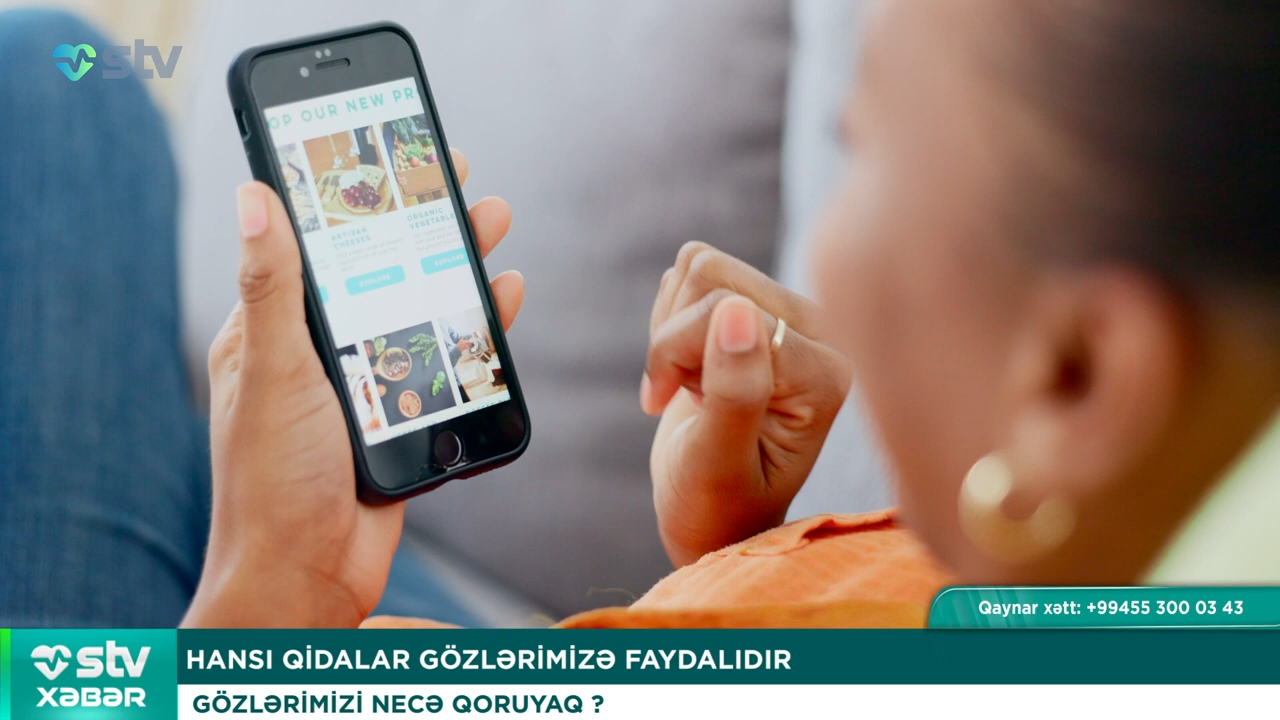 stv
OP OUR NEW PR
ARTISAN
CHEESES
ORGANIC
VEGETABLE
EXPLORE
EXPLORE
Qaynar xətt: +99455 300 03 43
stv
XƏBƏR
HANSI QİDALAR GÖZLƏRİMİZƏ FAYDALIDIR
GÖZLƏRİMİZİ NECƏ QORUYAQ ?